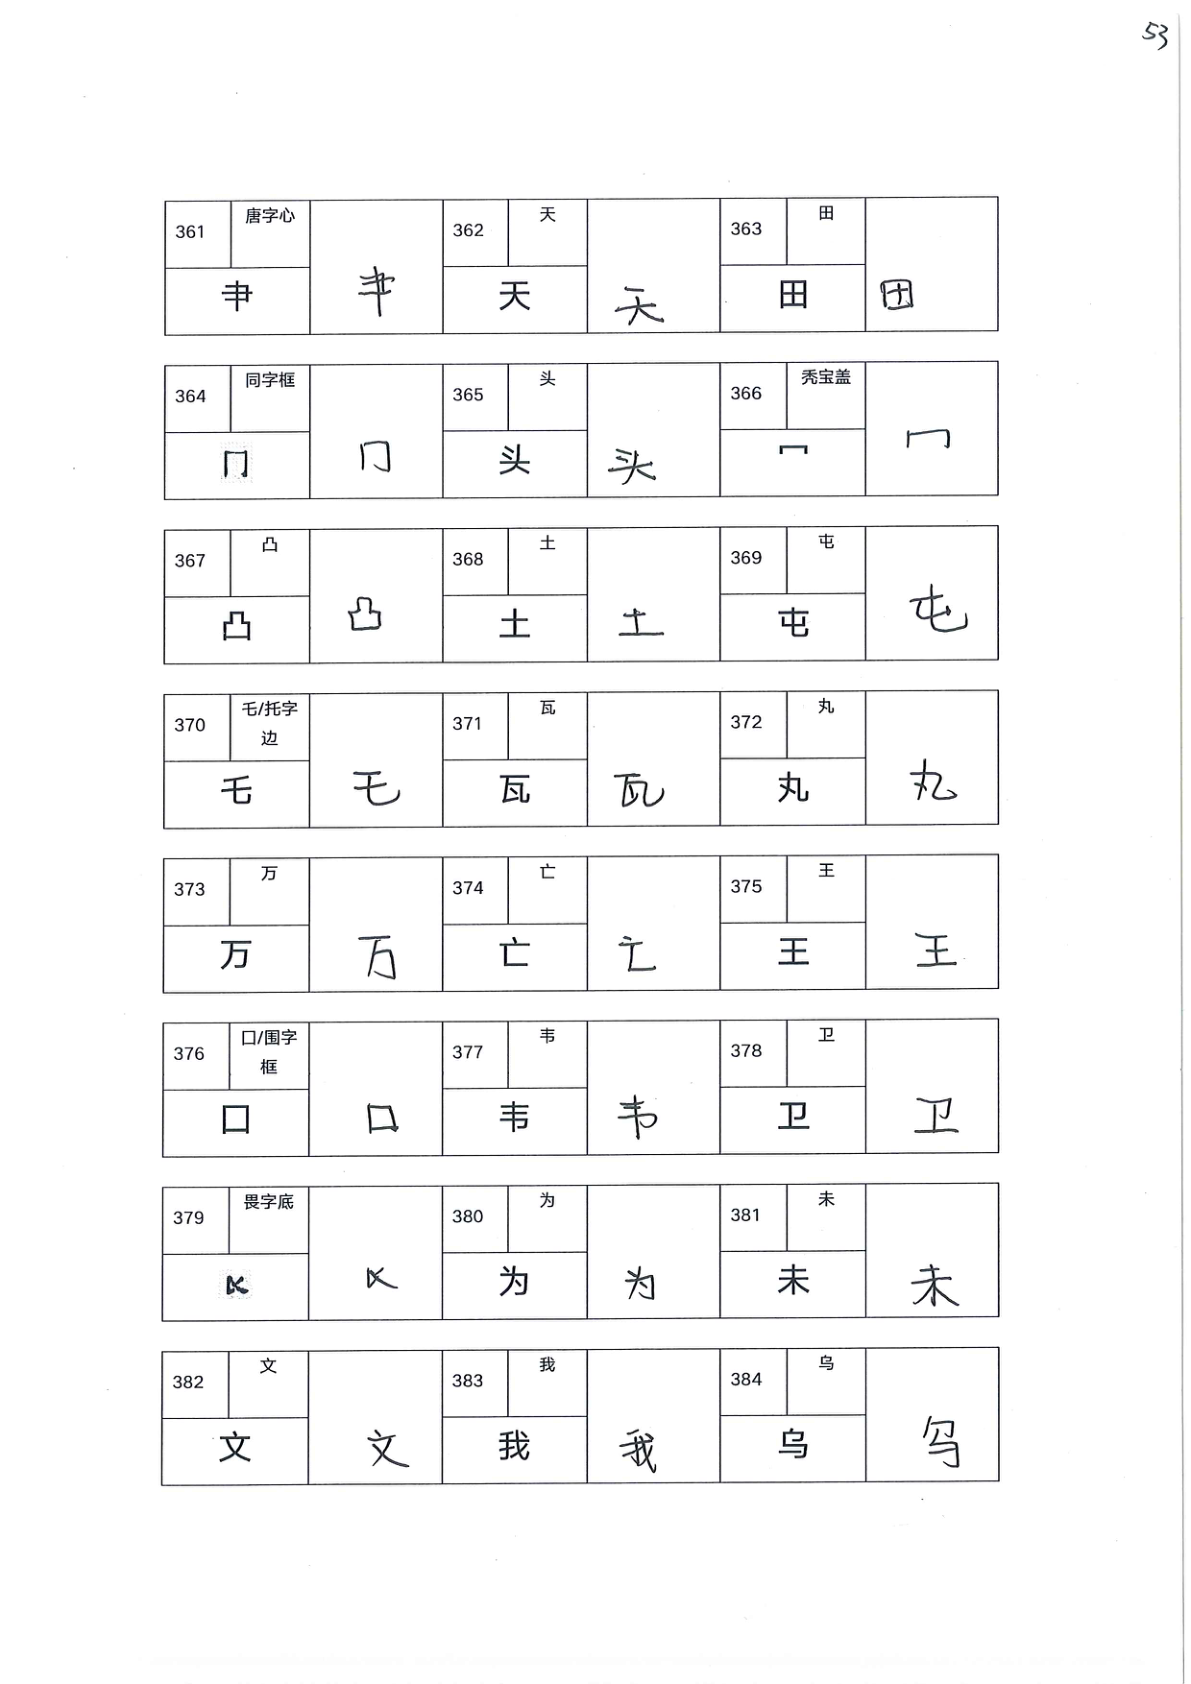 53
361 唐字心 362 天 363 田
肀 肀 天 天 田 田
364 同字框 365 头 366 秃宝盖
冂 冂 头 头 冖 冖
367 凸 368 土 369 屯
凸 凸 土 土 屯 屯
370 乇/托字 371 瓦 372 丸
边
乇 乇 瓦 瓦 丸 丸
373 万 374 亡 375 王
万 万 亡 亡 王 王
376 囗/围字 377 韦 378 卫
框
囗 囗 韦 韦 卫 卫
379 畏字底 380 为 381 未
为 为 未 未
382 文 383 我 384 乌
文 文 我 我 乌